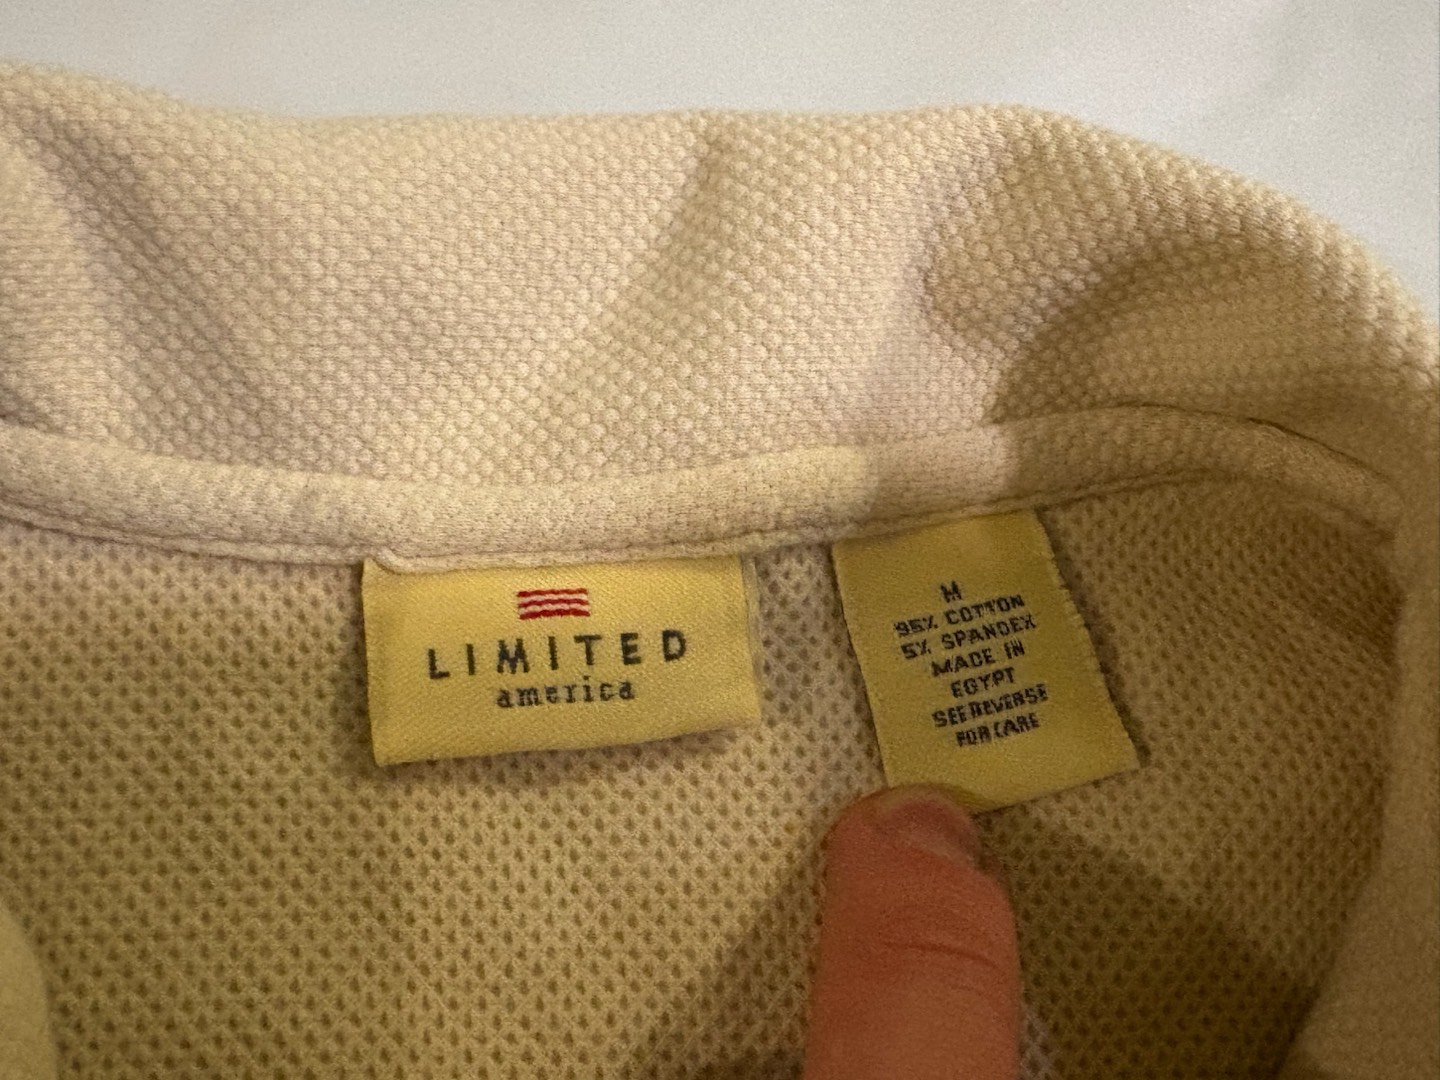 LIMITED
america
M
95% COTTON
5% SPANDEX
MADE IN
EGYPT
SEE REVERSE
FOR CARE